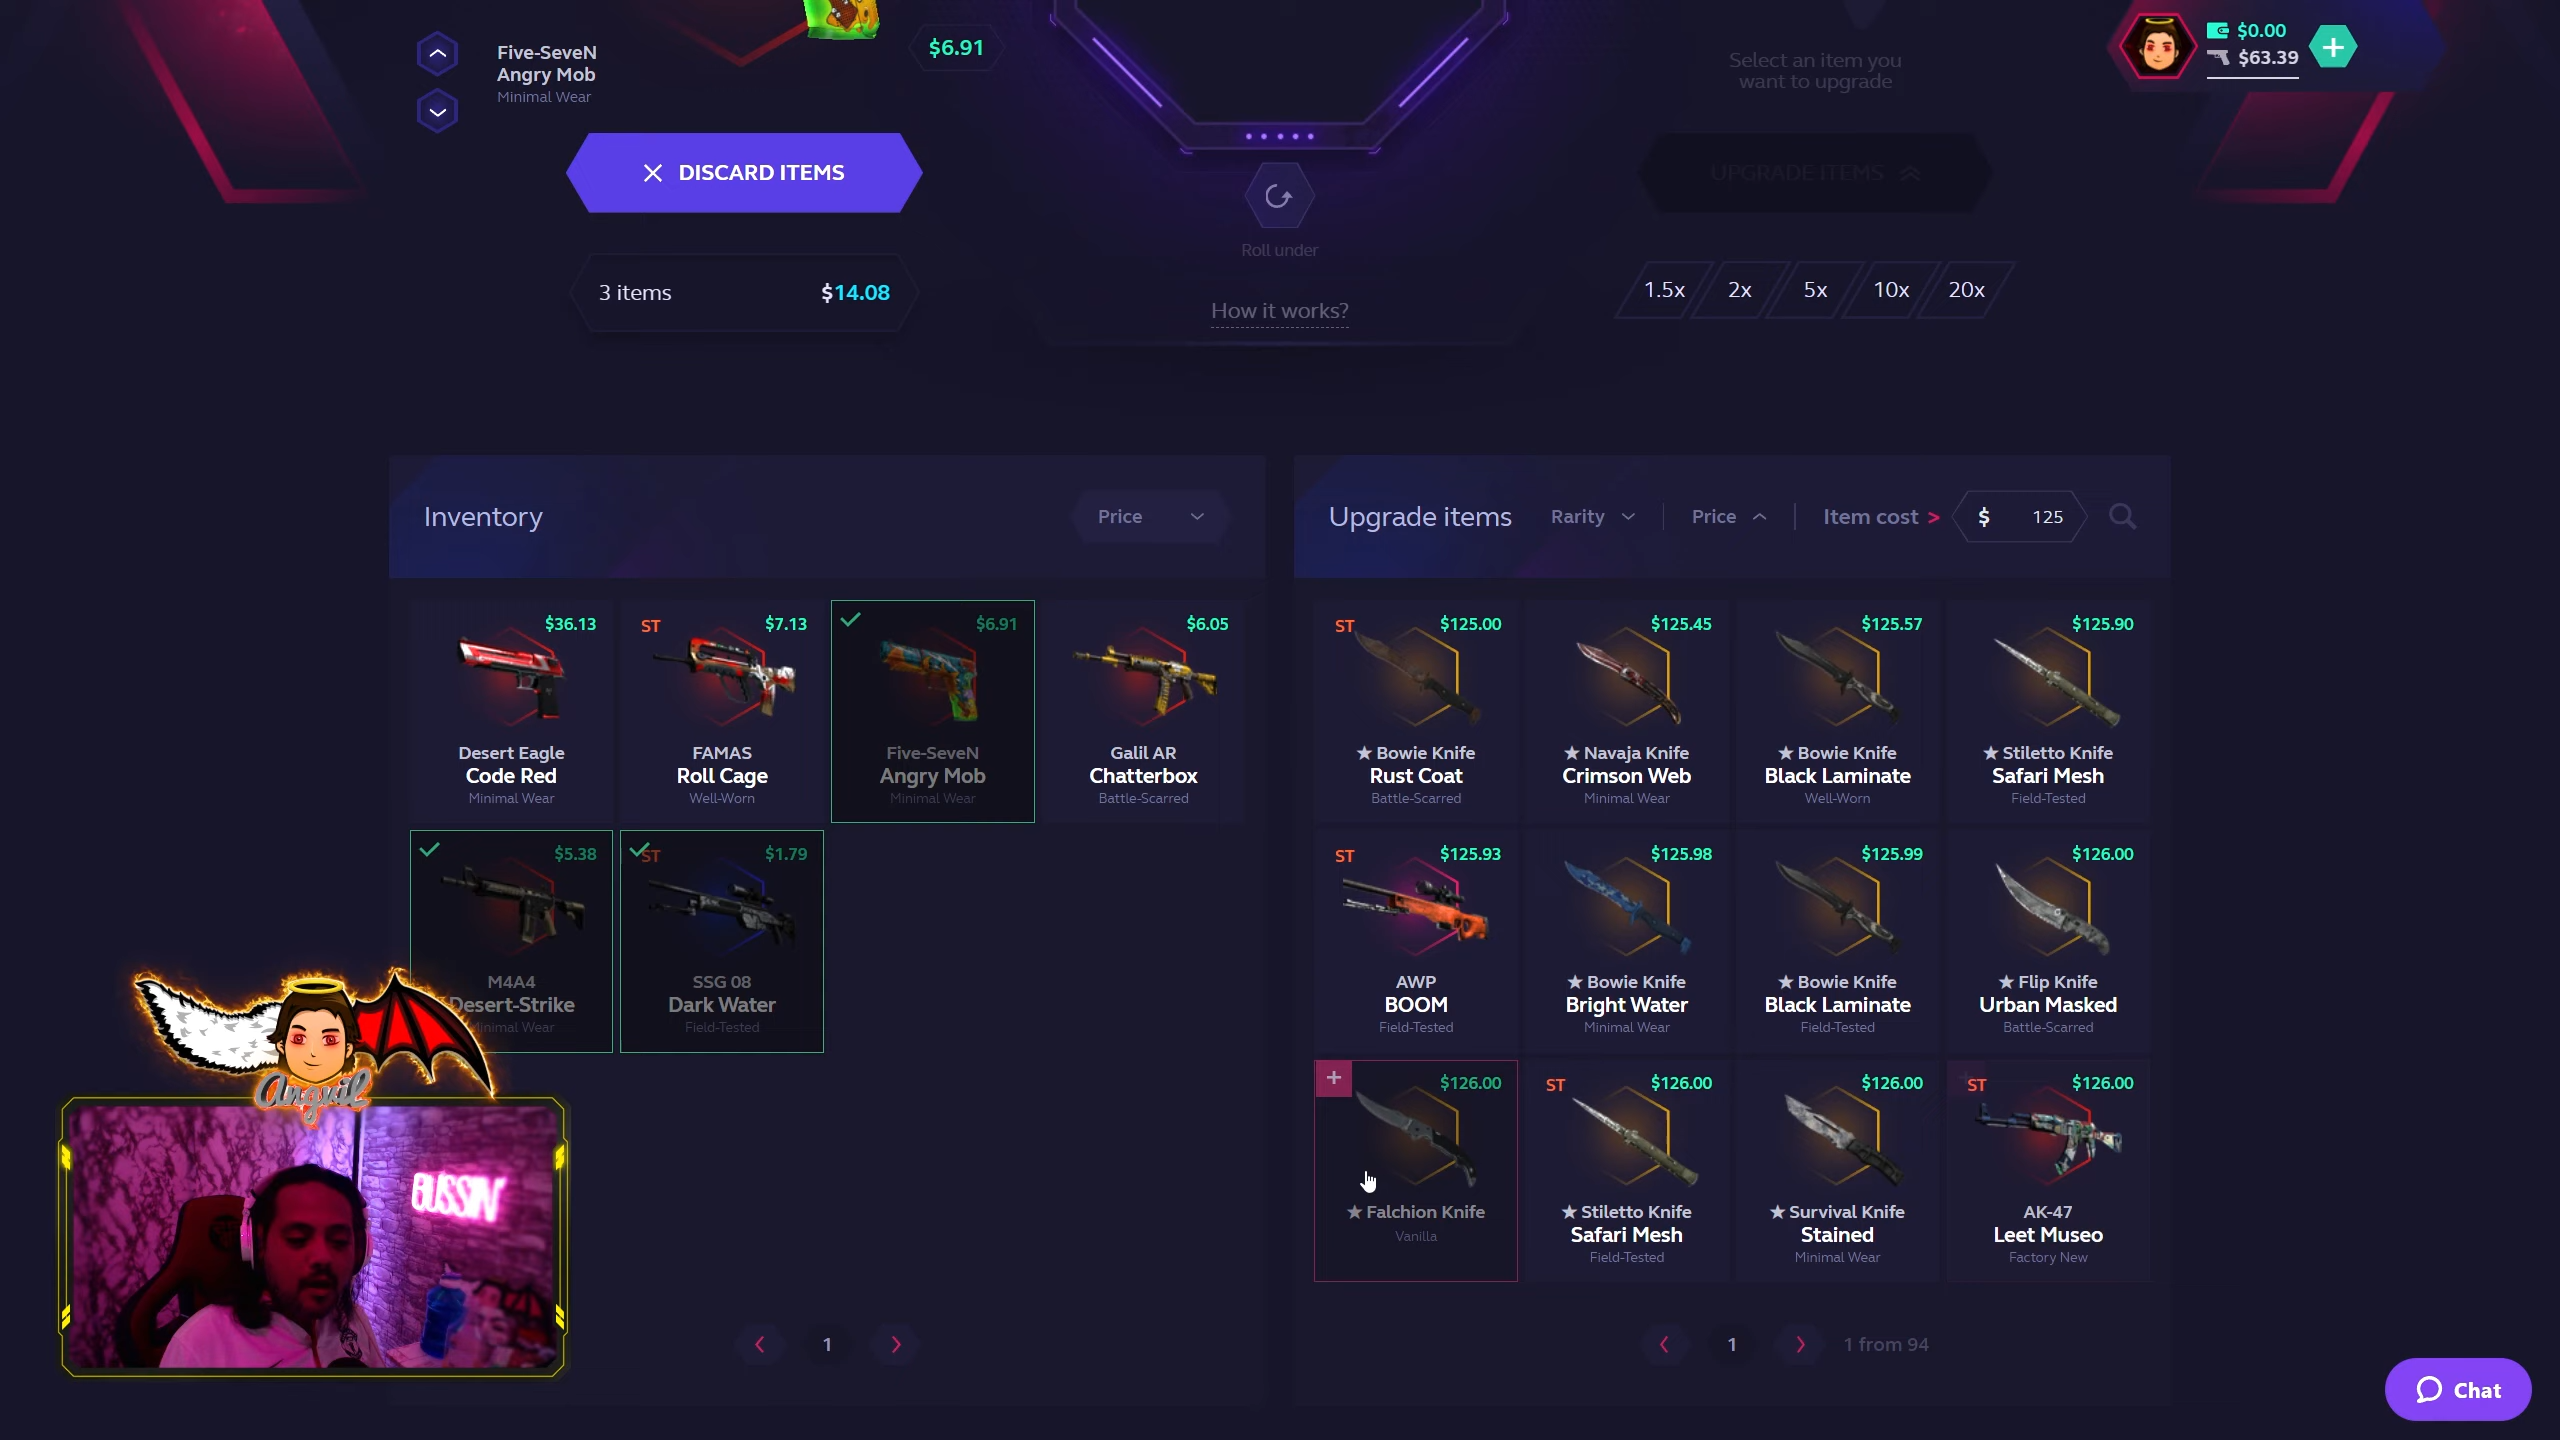 Five-SeveN
Angry Mob
Minimal Wear
$6.91
DISCARD ITEMS
3 items
$14.08
Roll under
How it works?
Select an item you
want to upgrade
UPGRADE ITEMS
1.5x
2x
5x
10x
20x
$0.00
$63.39
Inventory
Price
Upgrade items
Rarity
Price
Item cost >
$ 125
$36.13
Desert Eagle
Code Red
Minimal Wear
ST
$7.13
FAMAS
Roll Cage
Well-Worn
$6.91
Five-SeveN
Angry Mob
Minimal Wear
$6.05
Galil AR
Chatterbox
Battle-Scarred
$5.38
M4A4
Desert-Strike
Minimal Wear
ST
$1.79
SSG 08
Dark Water
Field-Tested
ST
$125.00
★ Bowie Knife
Rust Coat
Battle-Scarred
$125.45
★ Navaja Knife
Crimson Web
Minimal Wear
$125.57
★ Bowie Knife
Black Laminate
Well-Worn
$125.90
★ Stiletto Knife
Safari Mesh
Field-Tested
ST
$125.93
AWP
BOOM
Field-Tested
$125.98
★ Bowie Knife
Bright Water
Minimal Wear
$125.99
★ Bowie Knife
Black Laminate
Field-Tested
$126.00
★ Flip Knife
Urban Masked
Battle-Scarred
$126.00
★ Falchion Knife
Vanilla
ST
$126.00
★ Stiletto Knife
Safari Mesh
Field-Tested
$126.00
★ Survival Knife
Stained
Minimal Wear
ST
$126.00
AK-47
Leet Museo
Factory New
1
1
1 from 94
Chat
BUSSIN'